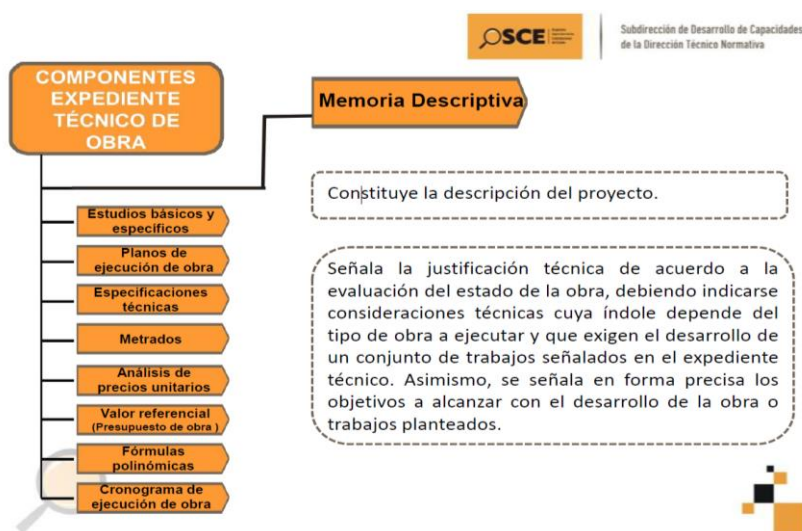 OSCE
Subdirección de Desarrollo de Capacidades
de la Dirección Técnico Normativa
COMPONENTES
EXPEDIENTE
TÉCNICO DE
OBRA
Memoria Descriptiva
Constituye la descripción del proyecto.
Estudios básicos y
específicos
Planos de
ejecución de obra
Especificaciones
técnicas
Metrados
Análisis de
precios unitarios
Valor referencial
(Presupuesto de obra )
Fórmulas
polinómicas
Cronograma de
ejecución de obra
Señala la justificación técnica de acuerdo a la
evaluación del estado de la obra, debiendo indicarse
consideraciones técnicas cuya índole depende del
tipo de obra a ejecutar y que exigen el desarrollo de
un conjunto de trabajos señalados en el expediente
técnico. Asimismo, se señala en forma precisa los
objetivos a alcanzar con el desarrollo de la obra o
trabajos planteados.